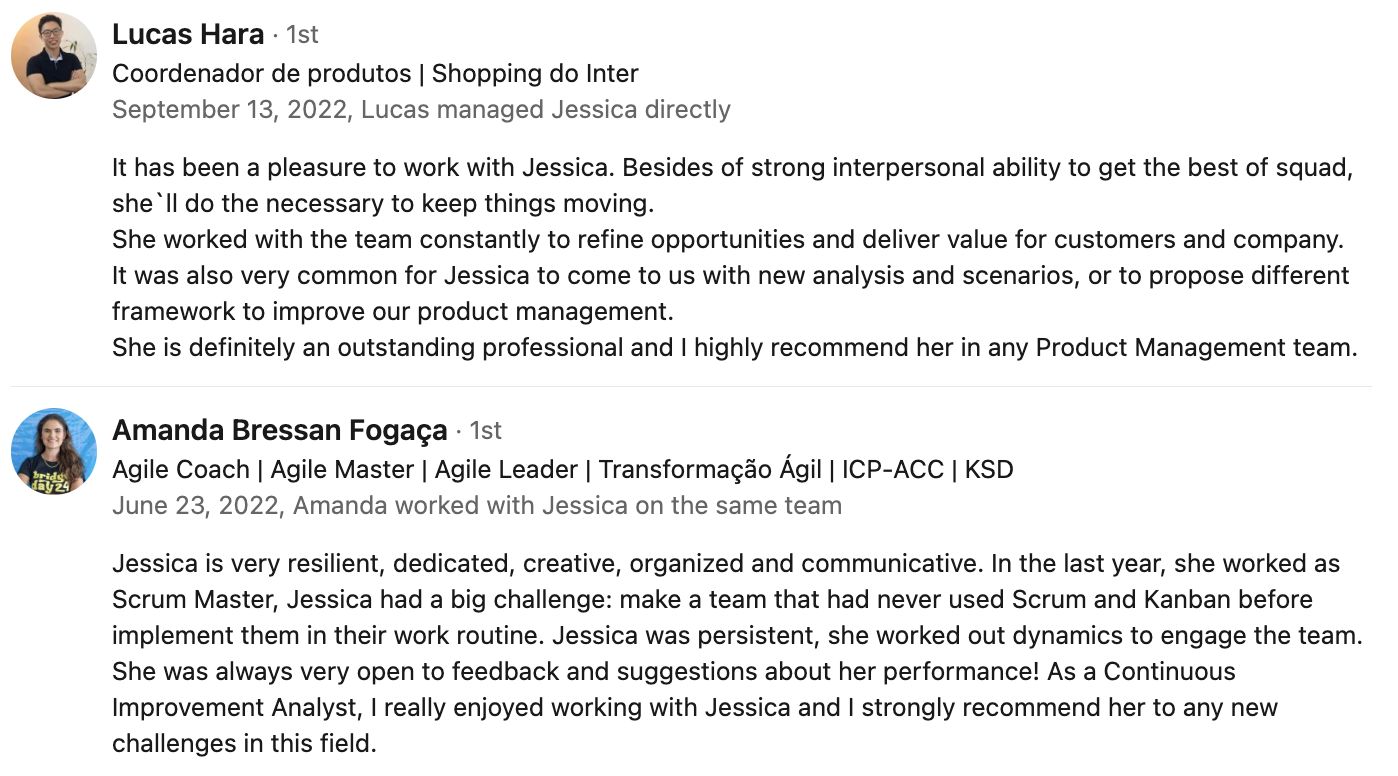 Lucas Hara · 1st
Coordenador de produtos | Shopping do Inter
September 13, 2022, Lucas managed Jessica directly
It has been a pleasure to work with Jessica. Besides of strong interpersonal ability to get the best of squad,
she`ll do the necessary to keep things moving.
She worked with the team constantly to refine opportunities and deliver value for customers and company.
It was also very common for Jessica to come to us with new analysis and scenarios, or to propose different
framework to improve our product management.
She is definitely an outstanding professional and I highly recommend her in any Product Management team.
Amanda Bressan Fogaça · 1st
bridge
day 24
Agile Coach | Agile Master | Agile Leader | Transformação Ágil | ICP-ACC | KSD
June 23, 2022, Amanda worked with Jessica on the same team
Jessica is very resilient, dedicated, creative, organized and communicative. In the last year, she worked as
Scrum Master, Jessica had a big challenge: make a team that had never used Scrum and Kanban before
implement them in their work routine. Jessica was persistent, she worked out dynamics to engage the team.
She was always very open to feedback and suggestions about her performance! As a Continuous
Improvement Analyst, I really enjoyed working with Jessica and I strongly recommend her to any new
challenges in this field.